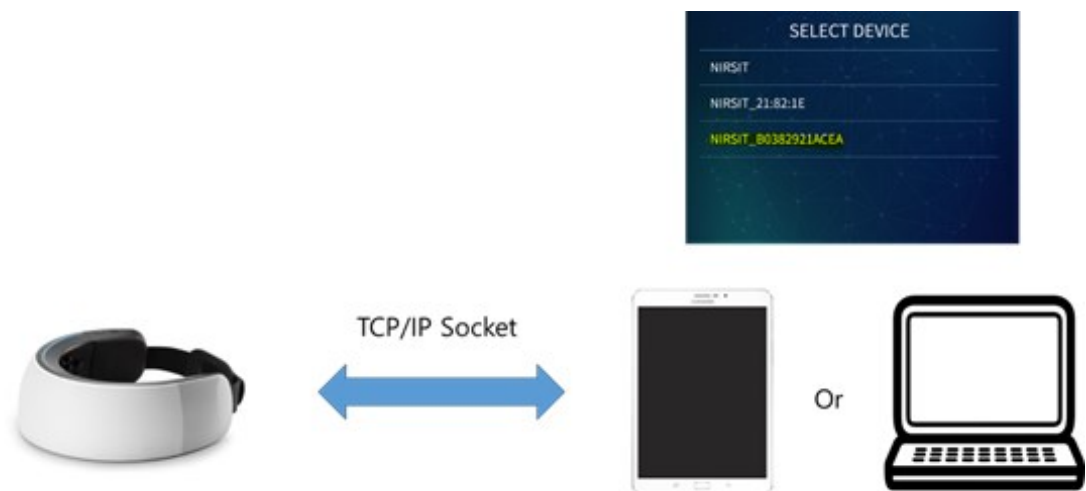 SELECT DEVICE
NIRSIT
NIRSIT_21:82:1E
NIRSIT_B0382921ACEA
TCP/IP Socket
Or